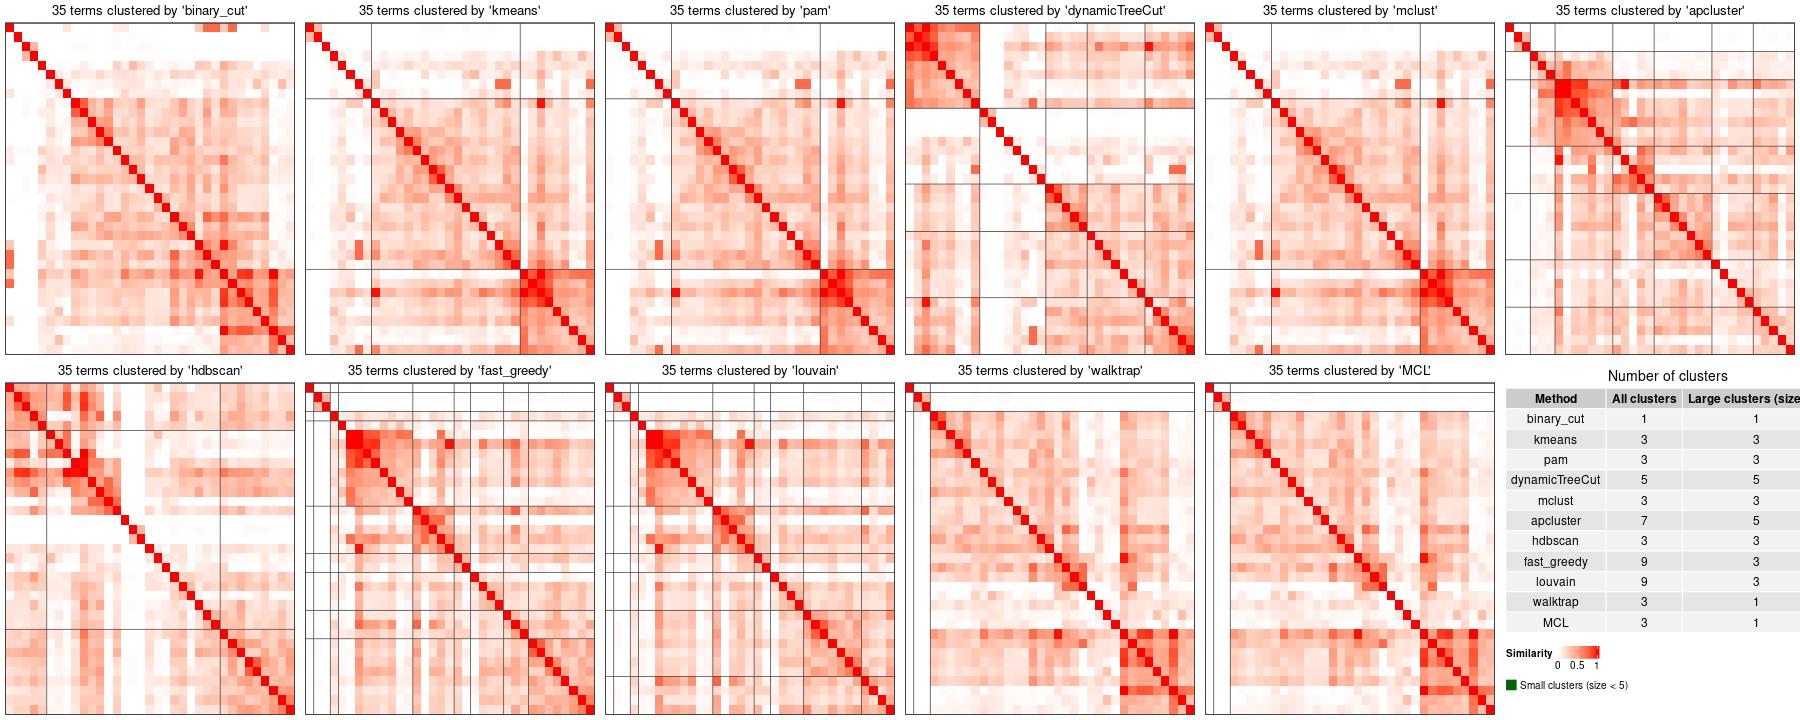 35 terms clustered by 'binary_cut'
35 terms clustered by 'kmeans'
35 terms clustered by 'pam'
35 terms clustered by 'dynamicTreeCut'
35 terms clustered by 'mclust'
35 terms clustered by 'apcluster'
35 terms clustered by 'hdbscan'
35 terms clustered by 'fast_greedy'
35 terms clustered by 'louvain'
35 terms clustered by 'walktrap'
35 terms clustered by 'MCL'
Number of clusters
Method All clusters Large clusters (size
binary_cut 1 1
kmeans 3 3
pam 3 3
dynamicTreeCut 5 5
mclust 3 3
apcluster 7 5
hdbscan 3 3
fast_greedy 9 3
louvain 9 3
walktrap 3 1
MCL 3 1
Similarity
0 0.5 1
Small clusters (size < 5)